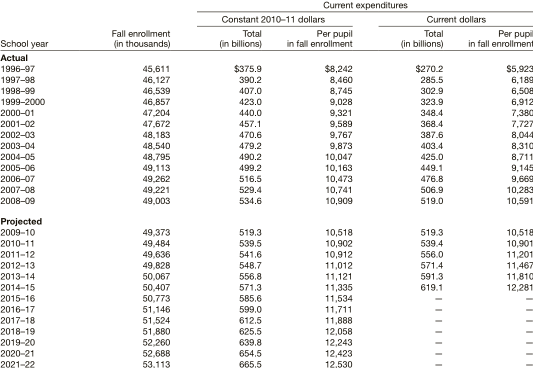 Current expenditures
Constant 2010–11 dollars Current dollars
Fall enrollment Total Per pupil Total Per pupil
School year (in thousands) (in billions) in fall enrollment (in billions) in fall enrollment
Actual
1996–97 45,611 $375.9 $8,242 $270.2 $5,923
1997–98 46,127 390.2 8,460 285.5 6,189
1998–99 46,539 407.0 8,745 302.9 6,508
1999–2000 46,857 423.0 9,028 323.9 6,912
2000–01 47,204 440.0 9,321 348.4 7,380
2001–02 47,672 457.1 9,589 368.4 7,727
2002–03 48,183 470.6 9,767 387.6 8,044
2003–04 48,540 479.2 9,873 403.4 8,310
2004–05 48,795 490.2 10,047 425.0 8,711
2005–06 49,113 499.2 10,163 449.1 9,145
2006–07 49,262 516.5 10,473 476.8 9,669
2007–08 49,221 529.4 10,741 506.9 10,283
2008–09 49,003 534.6 10,909 519.0 10,591
Projected
2009–10 49,373 519.3 10,518 519.3 10,518
2010–11 49,484 539.5 10,902 539.4 10,901
2011–12 49,636 541.6 10,912 556.0 11,201
2012–13 49,828 548.7 11,012 571.4 11,467
2013–14 50,067 556.8 11,121 591.3 11,810
2014–15 50,407 571.3 11,335 619.1 12,281
2015–16 50,773 585.6 11,534 — —
2016–17 51,146 599.0 11,711 — —
2017–18 51,524 612.5 11,888 — —
2018–19 51,880 625.5 12,058 — —
2019–20 52,260 639.8 12,243 — —
2020–21 52,688 654.5 12,423 — —
2021–22 53,113 665.5 12,530 — —